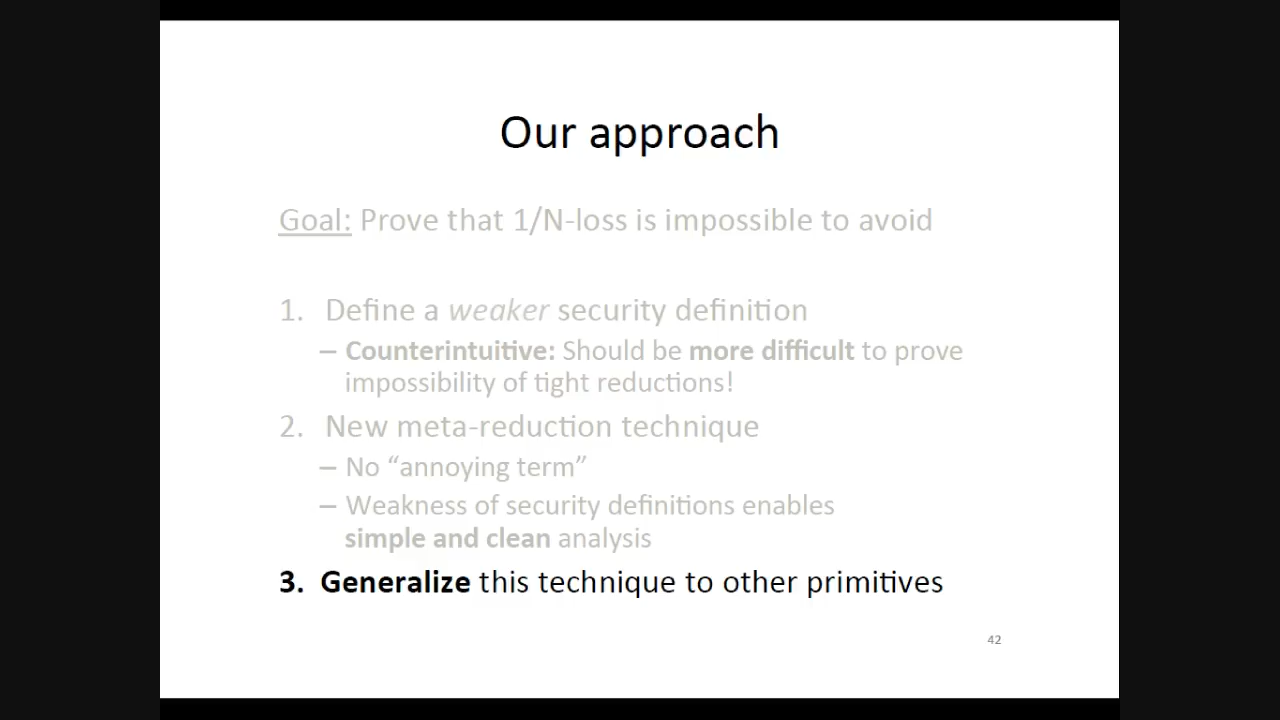 Our approach
Goal: Prove that 1/N-loss is impossible to avoid
1. Define a weaker security definition
– Counterintuitive: Should be more difficult to prove
impossibility of tight reductions!
2. New meta-reduction technique
– No “annoying term”
– Weakness of security definitions enables
simple and clean analysis
3. Generalize this technique to other primitives
42